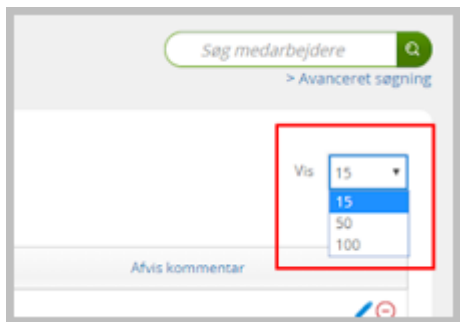 Søg medarbejdere
> Avanceret søgning
Vis 15
15
50
100
Afvis kommentar